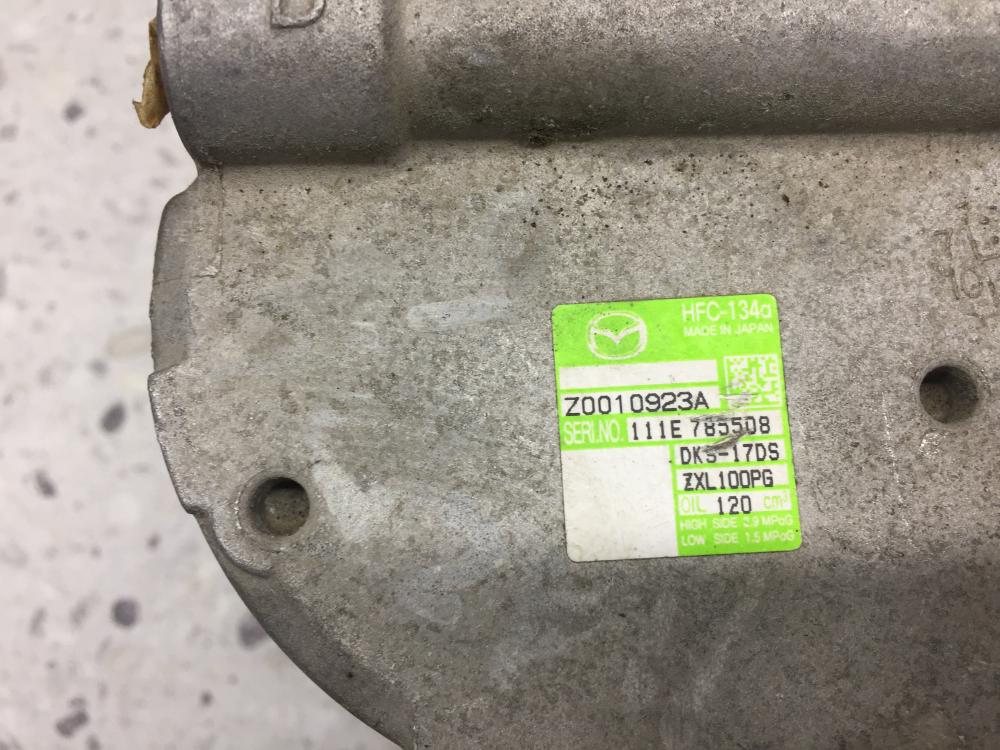 D
HFC-134a
MADE IN JAPAN
Z0010923A
SERI.NO. 111E 785508
DKS-17DS
ZXL100PG
OIL 120 cm³
HIGH SIDE 2.9 MPaG
LOW SIDE 1.5 MPaG